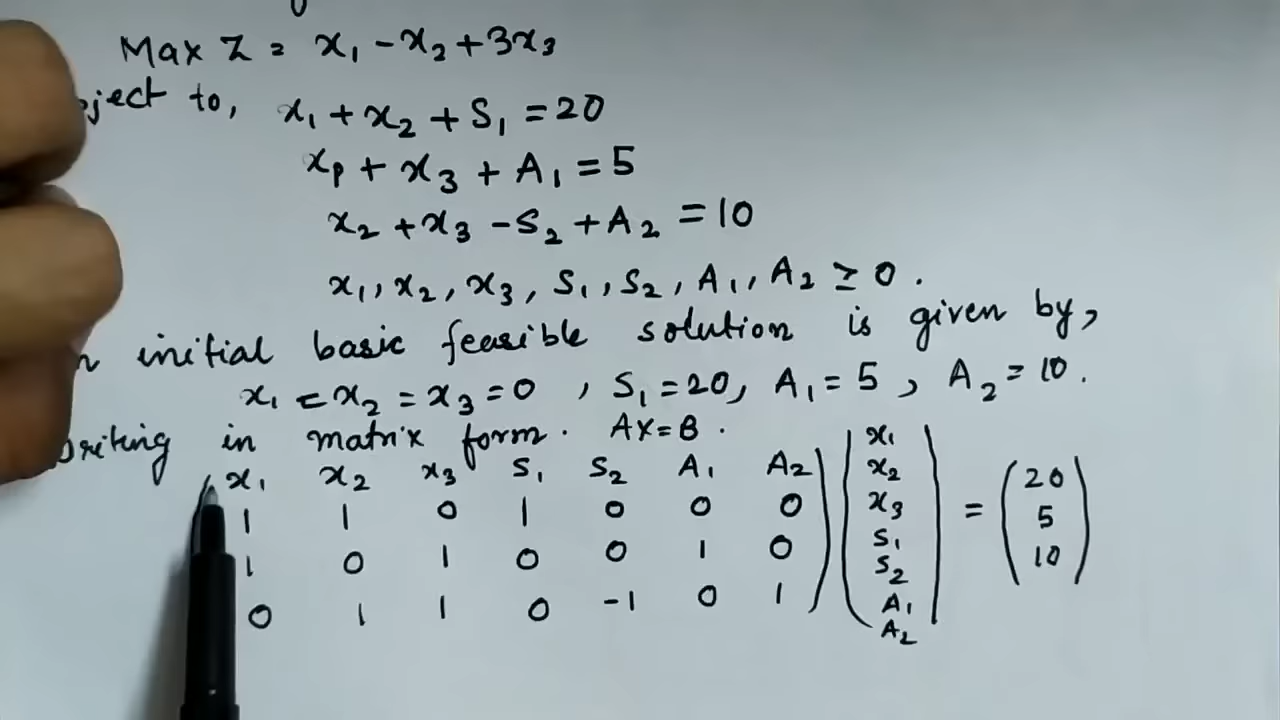 Max Z = x₁ - x₂ + 3x₃
ject to, x₁ + x₂ + S₁ = 20
x₁ + x₃ + A₁ = 5
x₂ + x₃ - S₂ + A₂ = 10
x₁, x₂, x₃, S₁, S₂, A₁, A₂ ≥ 0.
n initial basic feasible solution is given by,
x₁ = x₂ = x₃ = 0, S₁ = 20, A₁ = 5, A₂ = 10.
riting in matrix form. AX = B.
x₁ x₂ x₃ S₁ S₂ A₁ A₂
1 1 0 1 0 0 0
1 0 1 0 0 1 0
0 1 1 0 -1 0 1
x₁
x₂
x₃
S₁
S₂
A₁
A₂
=
20
5
10